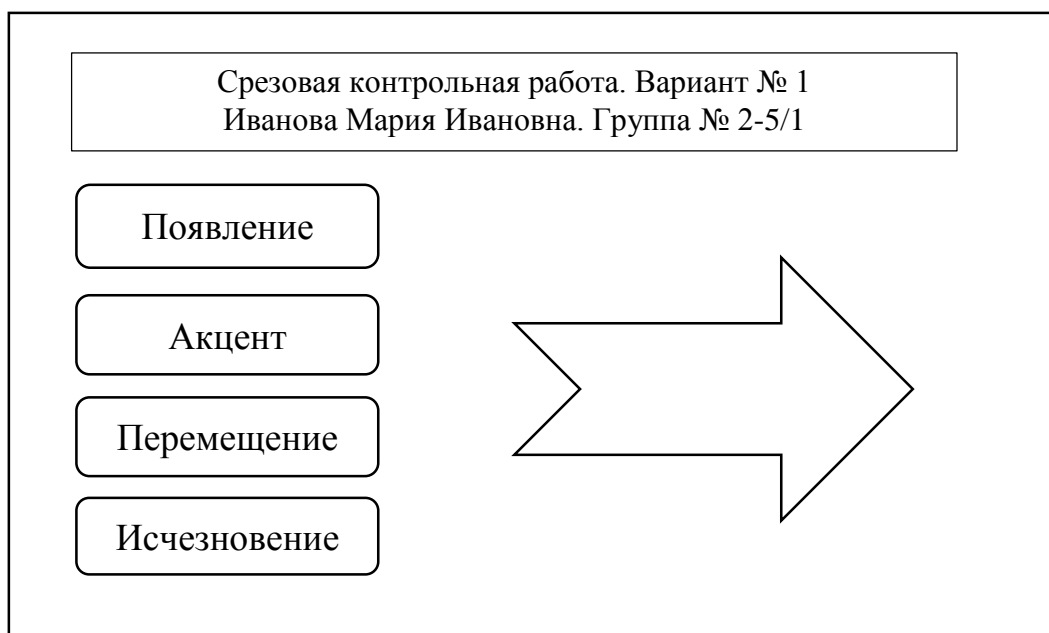 Срезовая контрольная работа. Вариант № 1
Иванова Мария Ивановна. Группа № 2-5/1
Появление
Акцент
Перемещение
Исчезновение